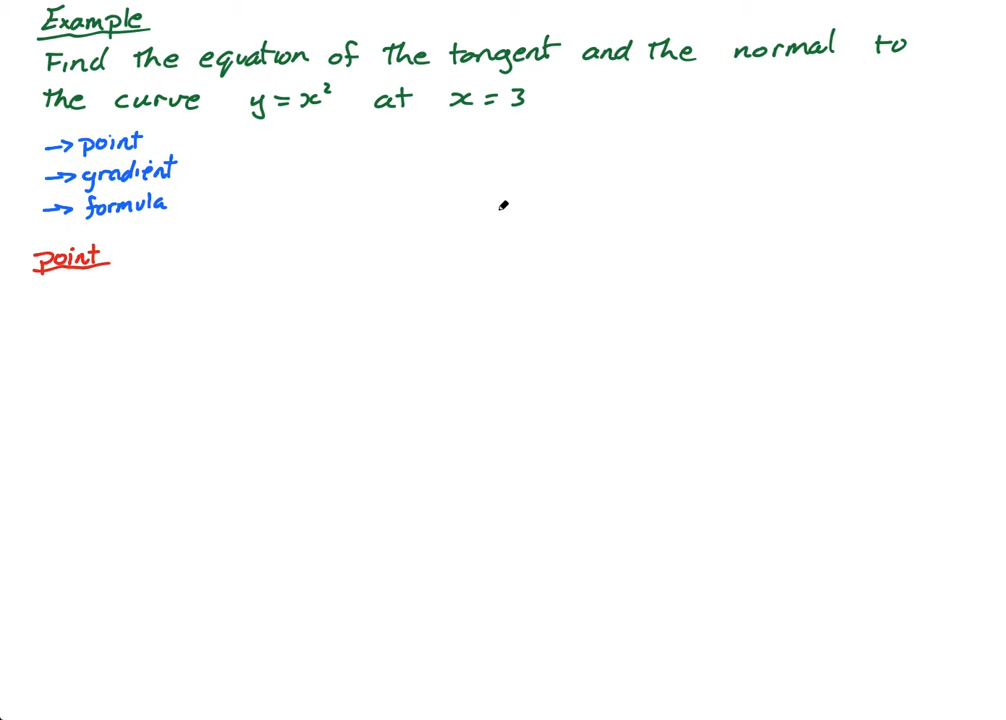 Example
Find the equation of the tangent and the normal to
the curve y = x² at x = 3
→ point
→ gradient
→ formula
point